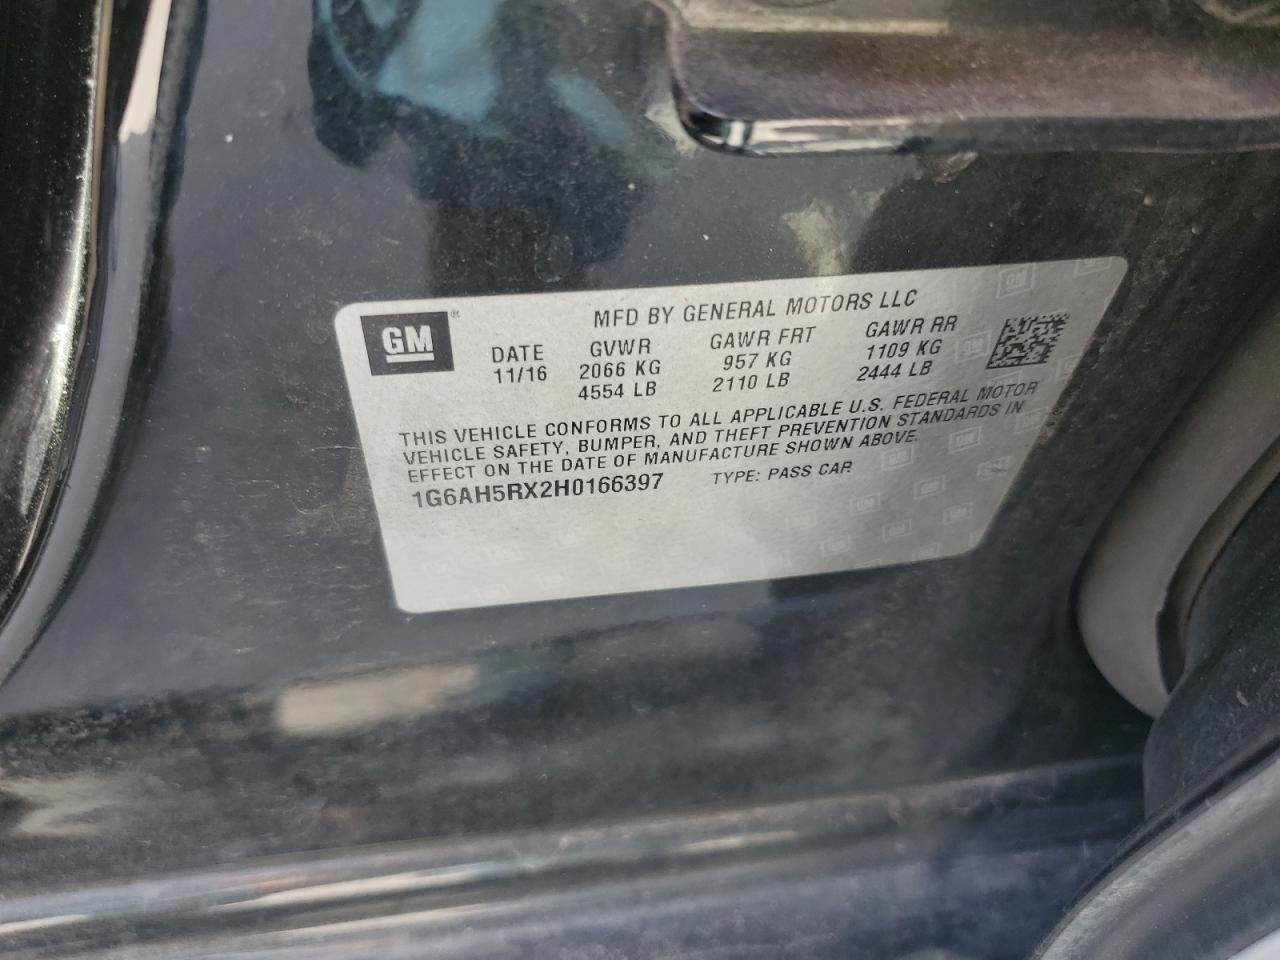 GM ®
MFD BY GENERAL MOTORS LLC
DATE GVWR GAWR FRT GAWR RR
11/16 2066 KG 957 KG 1109 KG
4554 LB 2110 LB 2444 LB
THIS VEHICLE CONFORMS TO ALL APPLICABLE U.S. FEDERAL MOTOR
VEHICLE SAFETY, BUMPER, AND THEFT PREVENTION STANDARDS IN
EFFECT ON THE DATE OF MANUFACTURE SHOWN ABOVE.
1G6AH5RX2H0166397 TYPE: PASS CAR